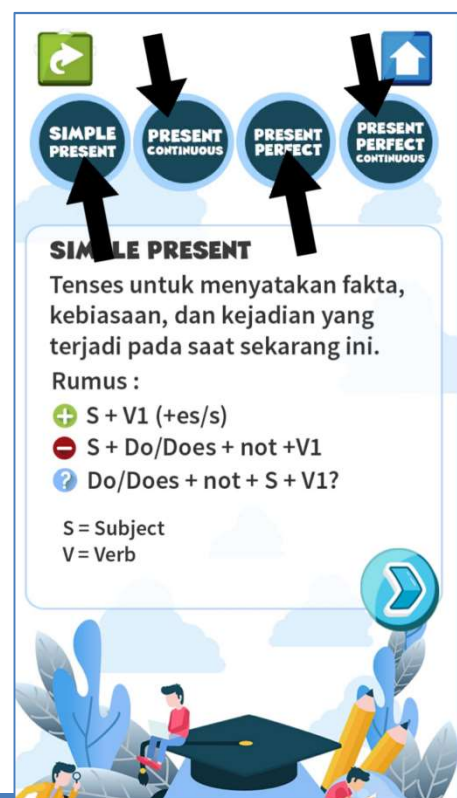 SIMPLE
PRESENT
PRESENT
CONTINUOUS
PRESENT
PERFECT
PRESENT
PERFECT
CONTINUOUS
SIMPLE PRESENT
Tenses untuk menyatakan fakta,
kebiasaan, dan kejadian yang
terjadi pada saat sekarang ini.
Rumus :
S + V1 (+es/s)
S + Do/Does + not +V1
? Do/Does + not + S + V1?
S = Subject
V = Verb